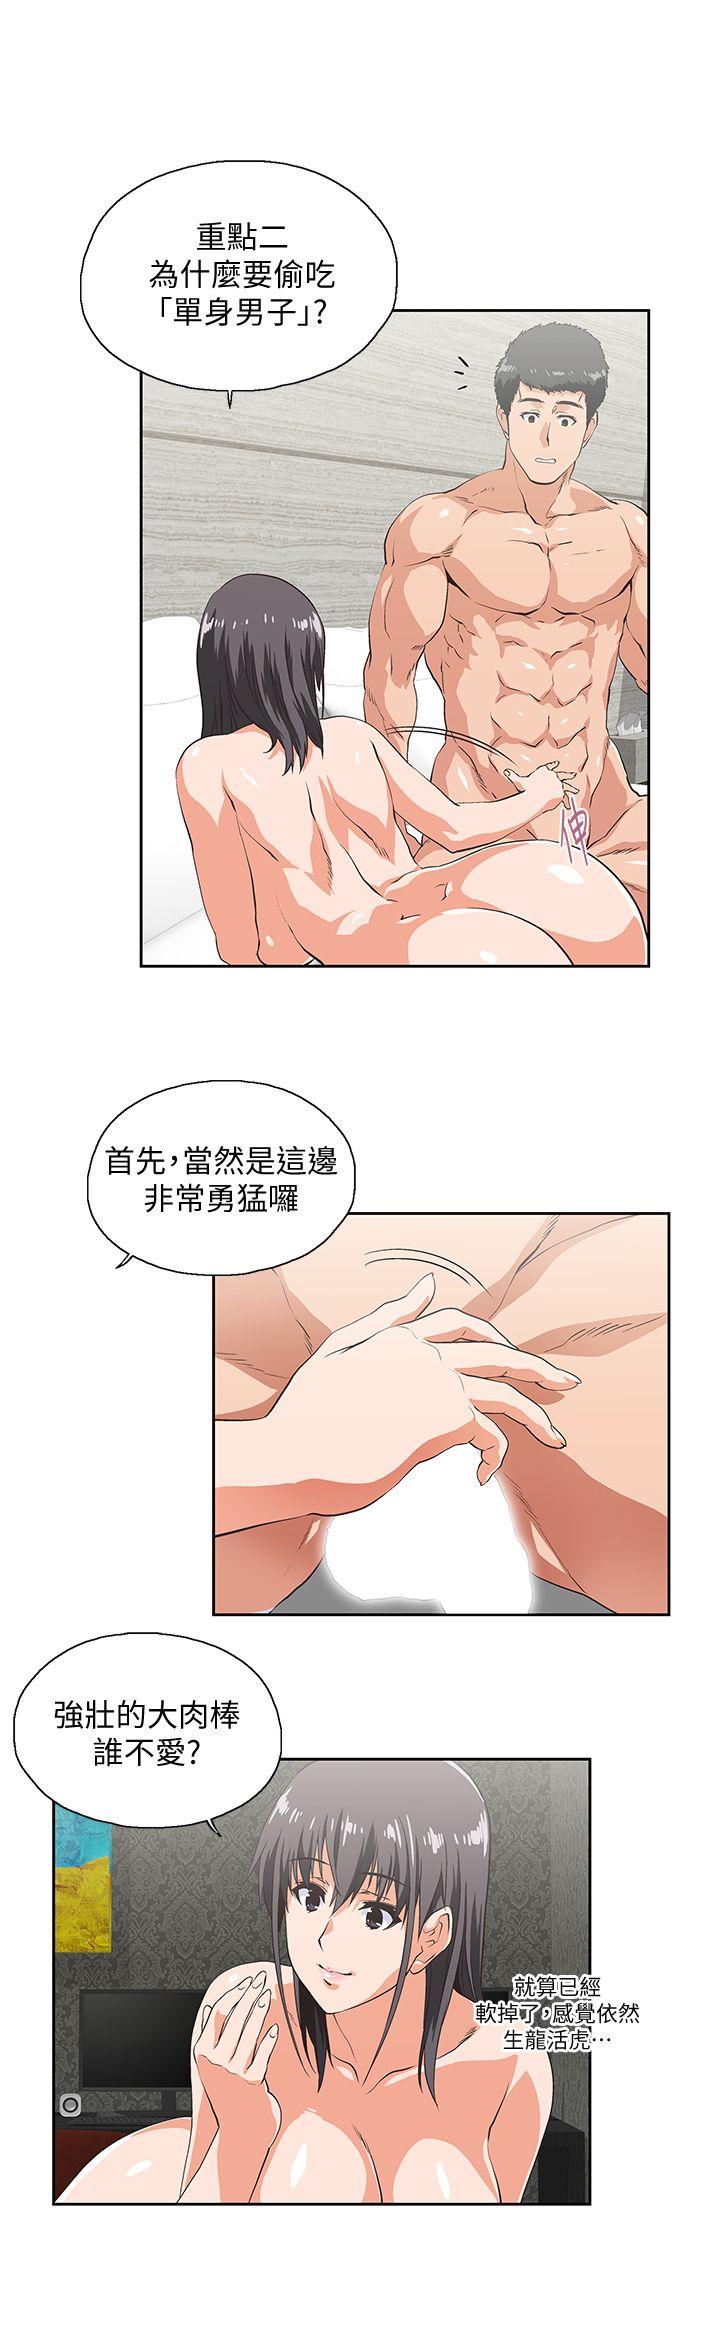 重點二
為什麼要偷吃
「單身男子」?
伸
首先，當然是這邊
非常勇猛囉
強壯的大肉棒
誰不愛?
就算已經
軟掉了，感覺依然
生龍活虎…